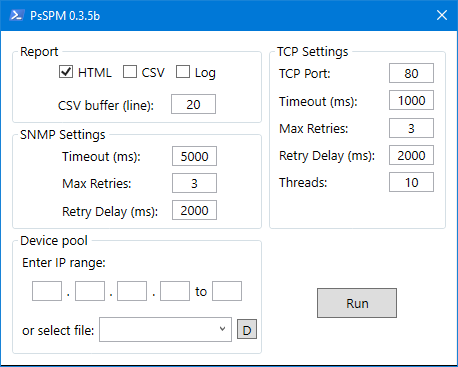 PsSPM 0.3.5b
Report
HTML CSV Log
CSV buffer (line): 20
SNMP Settings
Timeout (ms): 5000
Max Retries: 3
Retry Delay (ms): 2000
Device pool
Enter IP range:
. . . to
or select file: D
TCP Settings
TCP Port: 80
Timeout (ms): 1000
Max Retries: 3
Retry Delay (ms): 2000
Threads: 10
Run